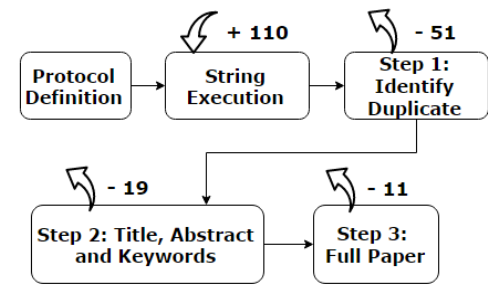 + 110
- 51
Protocol
Definition
String
Execution
Step 1:
Identify
Duplicate
- 19
- 11
Step 2: Title, Abstract
and Keywords
Step 3:
Full Paper